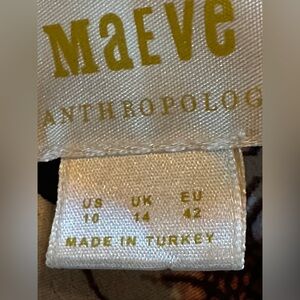 MaEVe
ANTHROPOLOG
US UK EU
10 14 42
MADE IN TURKEY